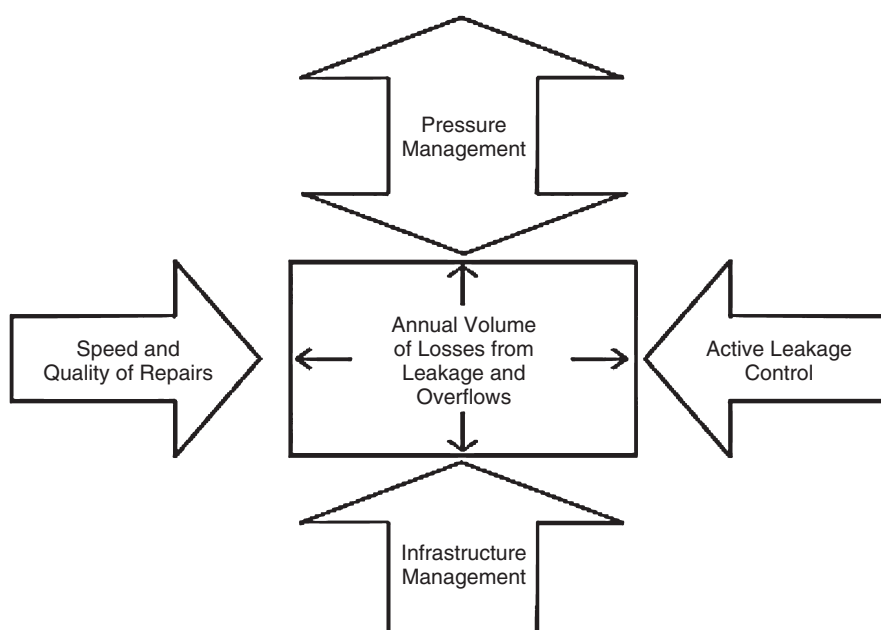 Pressure
Management
Speed and
Quality of Repairs
Annual Volume
of Losses from
Leakage and
Overflows
Active Leakage
Control
Infrastructure
Management